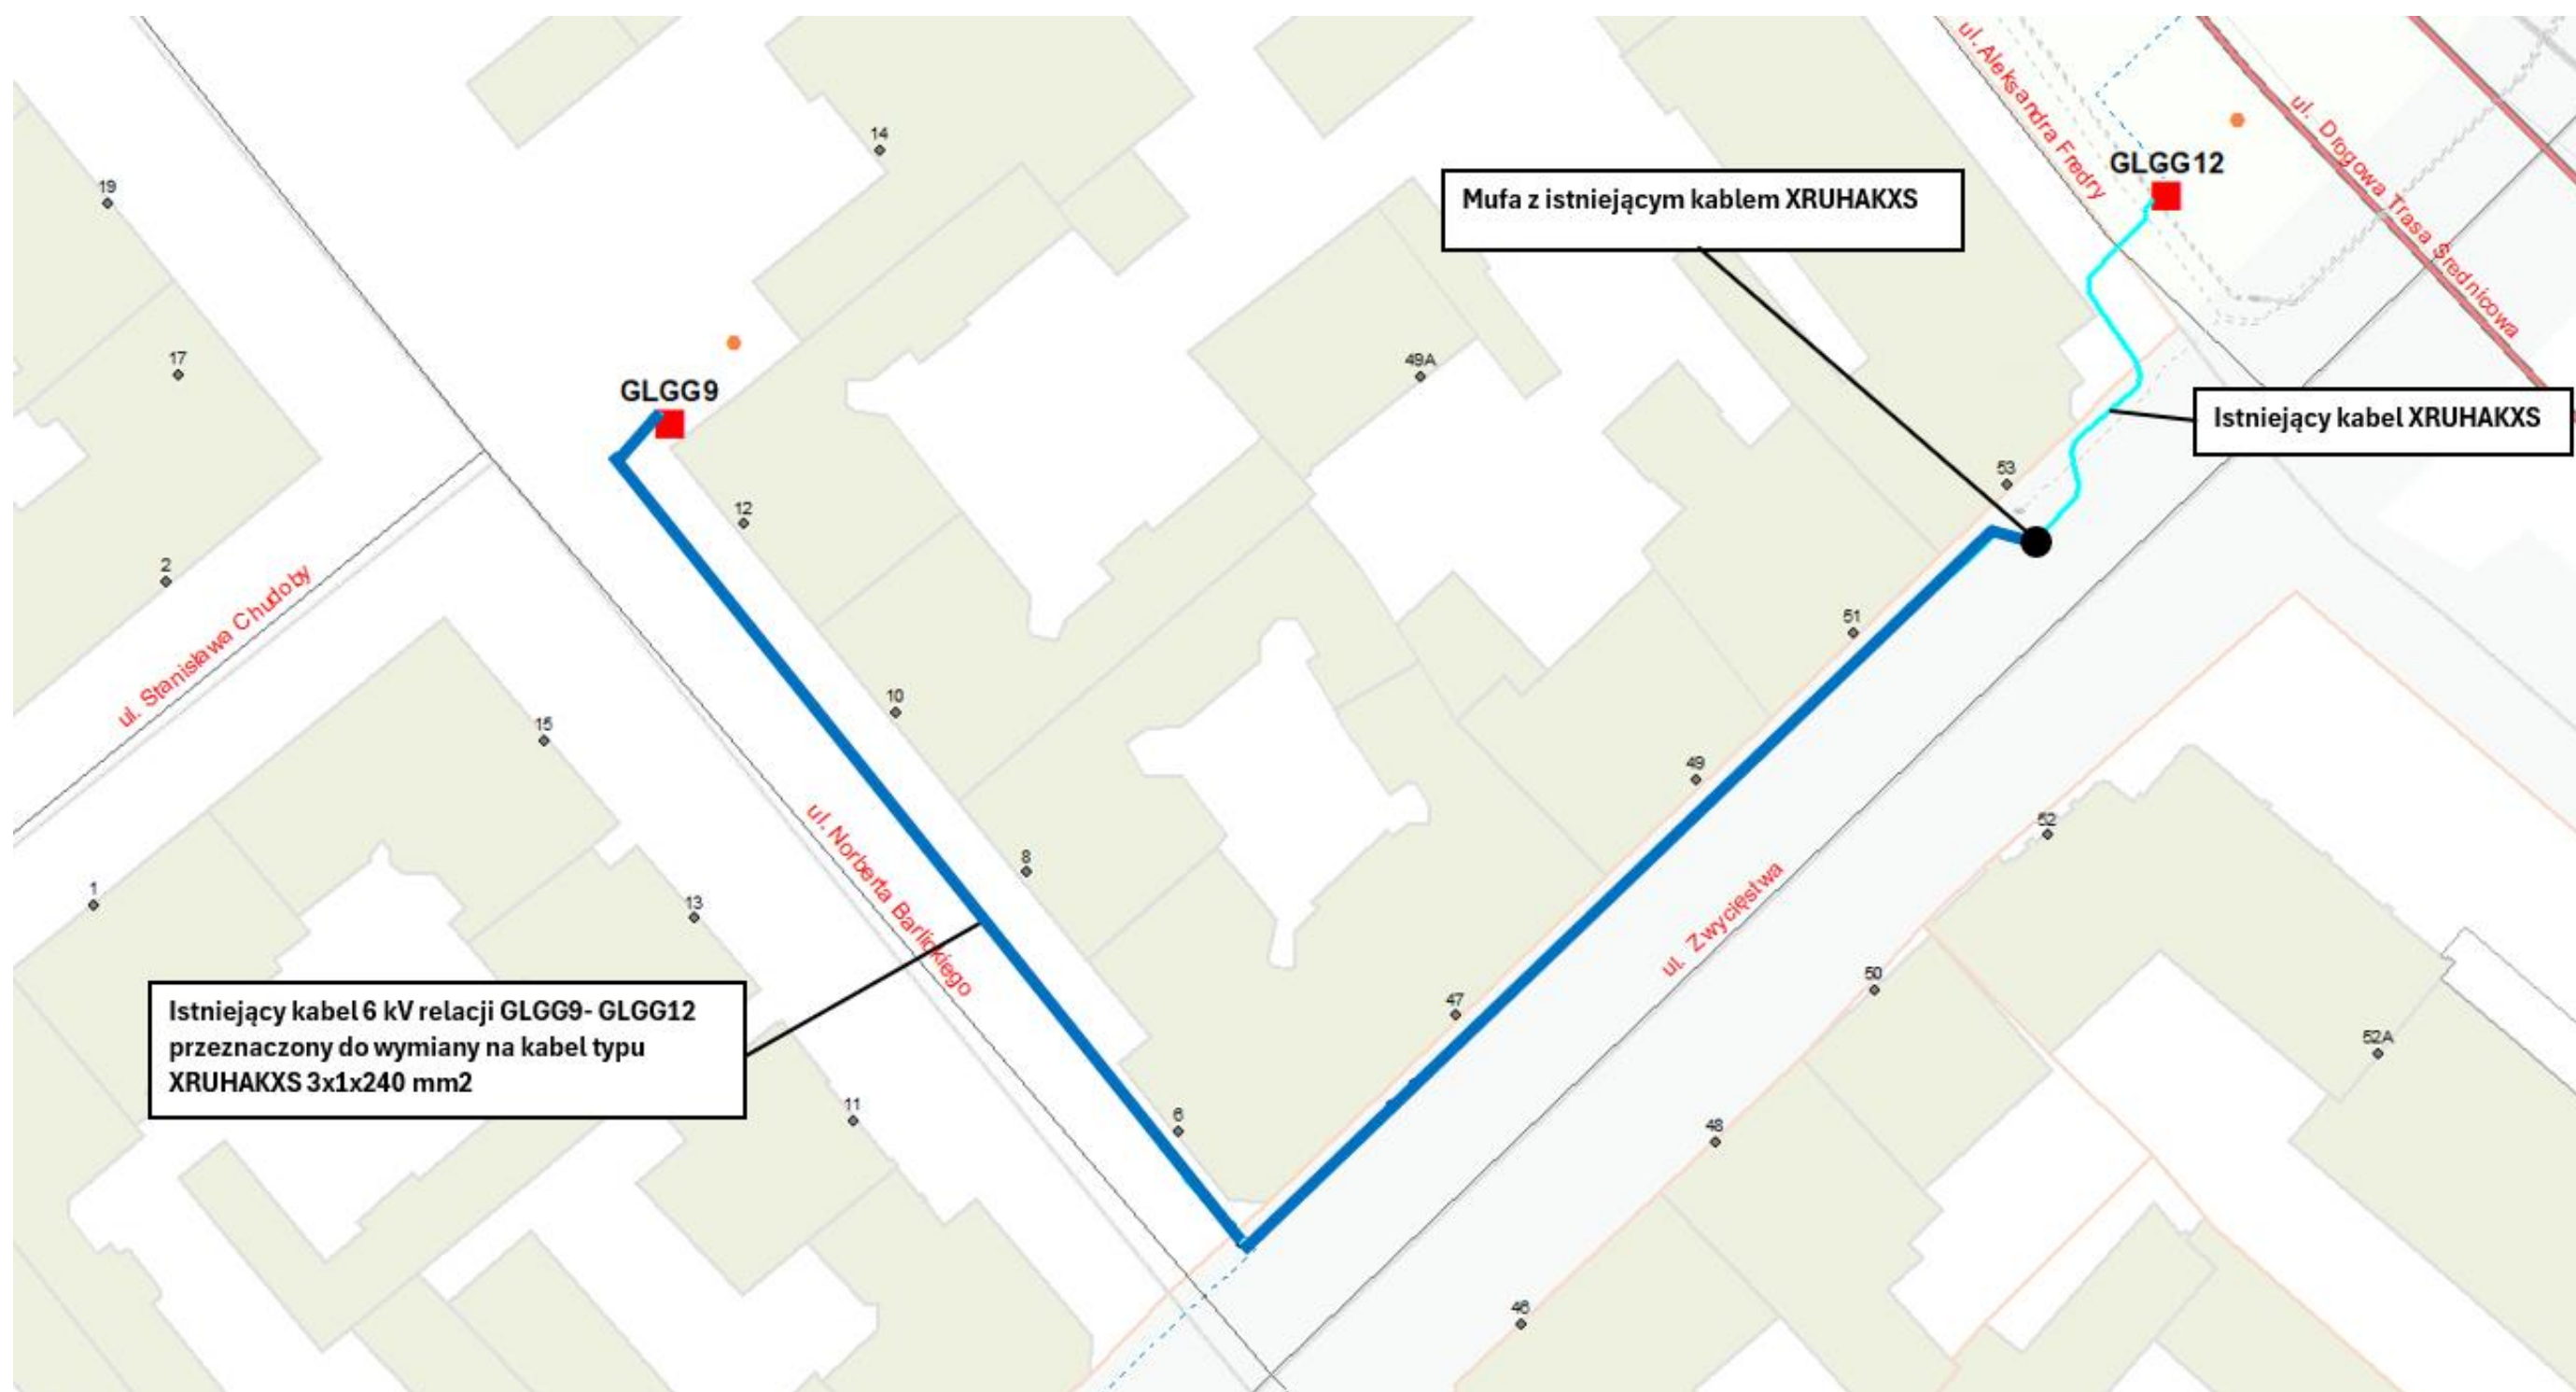 ul. Aleksandra Fredry
ul. Drogowa Trasa Średnicowa
14
GLGG12
19
Mufa z istniejącym kablem XRUHAKXS
17
49A
GLGG9
Istniejący kabel XRUHAKXS
53
12
2
ul. Stanisława Chudoby
51
10
15
49
52
ul. Norberta Barlickiego
8
1
13
ul. Zwycięstwa
50
47
Istniejący kabel 6 kV relacji GLGG9- GLGG12
przeznaczony do wymiany na kabel typu
XRUHAKXS 3x1x240 mm2
52A
11
6
48
46